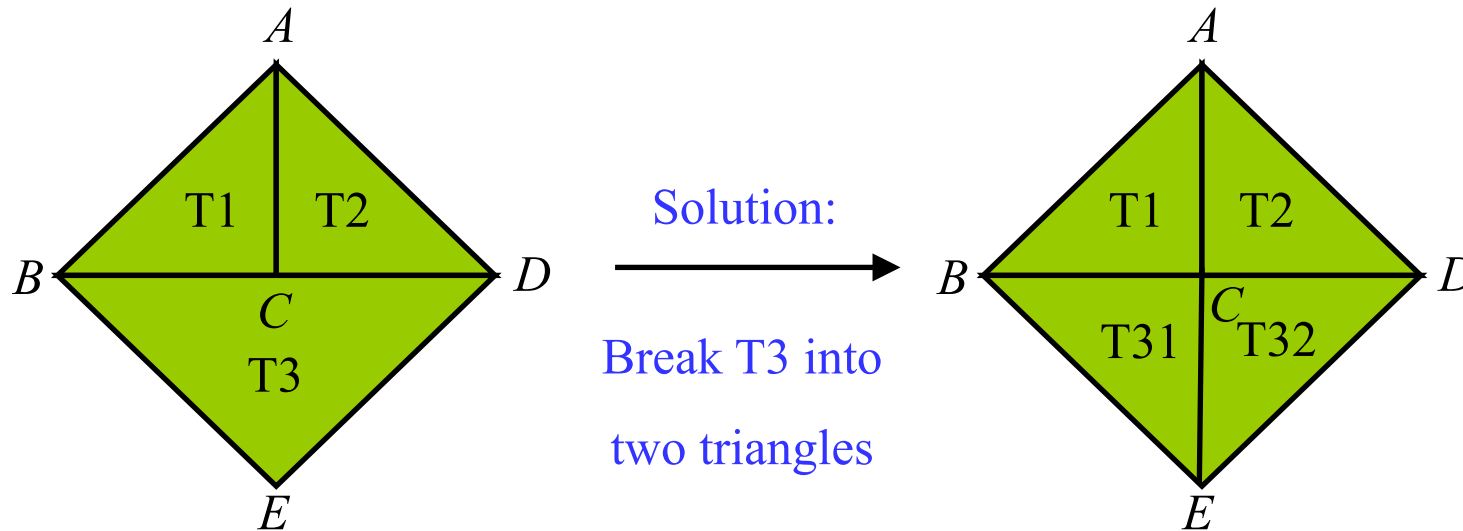 A
T1 T2
B D
C
T3
E
Solution:
Break T3 into
two triangles
A
T1 T2
B D
C
T31 T32
E